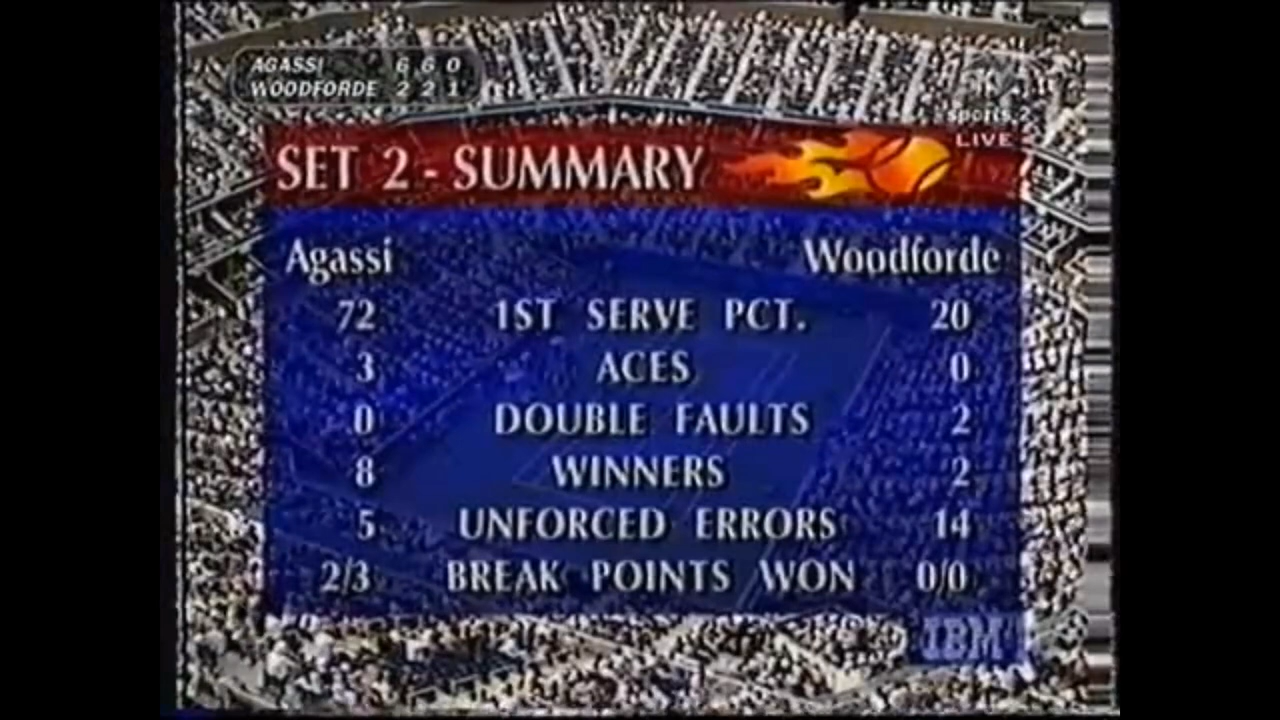 AGASSI 6 6 0
WOODFORDE 2 2 1
sports 2
LIVE
SET 2 - SUMMARY
Agassi Woodforde
72 1ST SERVE PCT. 20
3 ACES 0
0 DOUBLE FAULTS 2
8 WINNERS 2
5 UNFORCED ERRORS 14
2/3 BREAK POINTS WON 0/0
IBM